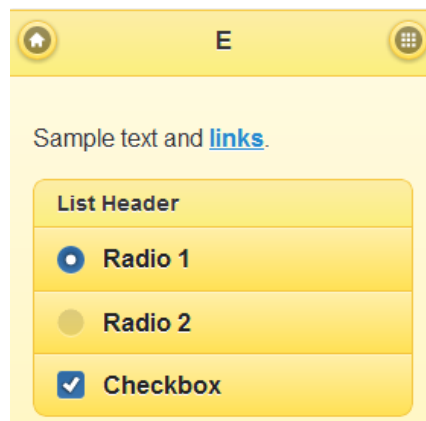 E
Sample text and links.
List Header
Radio 1
Radio 2
Checkbox